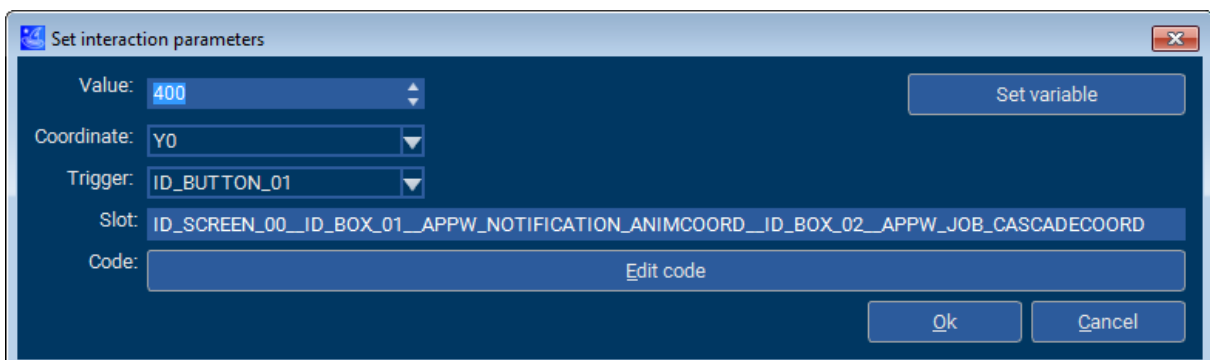 Set interaction parameters
Value: 400 Set variable
Coordinate: Y0
Trigger: ID_BUTTON_01
Slot: ID_SCREEN_00__ID_BOX_01__APPW_NOTIFICATION_ANIMCOORD__ID_BOX_02__APPW_JOB_CASCADECOORD
Code: Edit code
Ok Cancel